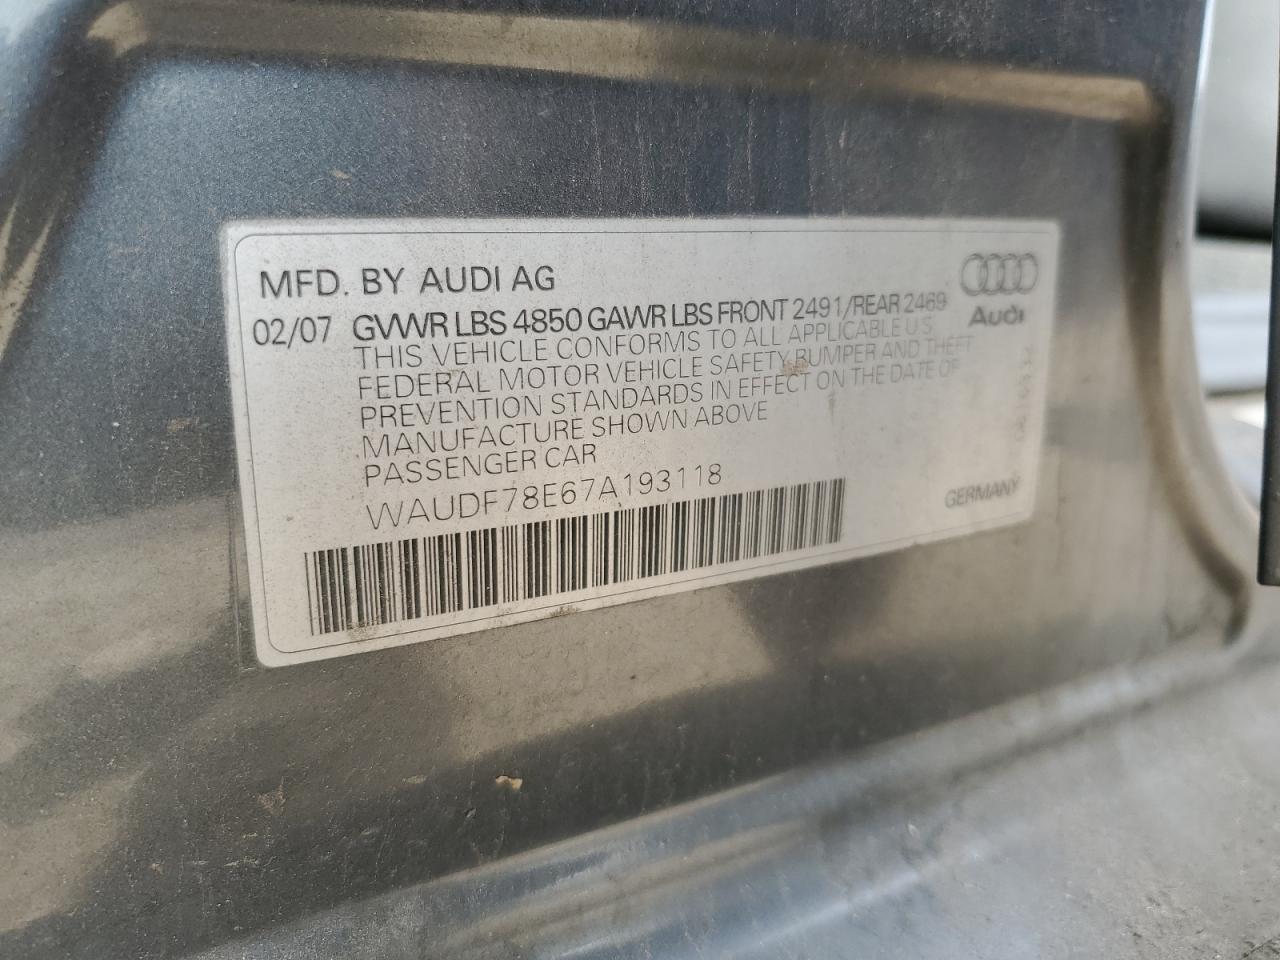 MFD. BY AUDI AG
Audi
02/07 GVWR LBS 4850 GAWR LBS FRONT 2491/REAR 2469
THIS VEHICLE CONFORMS TO ALL APPLICABLE U.S.
FEDERAL MOTOR VEHICLE SAFETY BUMPER AND THEFT
PREVENTION STANDARDS IN EFFECT ON THE DATE OF
MANUFACTURE SHOWN ABOVE
PASSENGER CAR
WAUDF78E67A193118
GERMANY